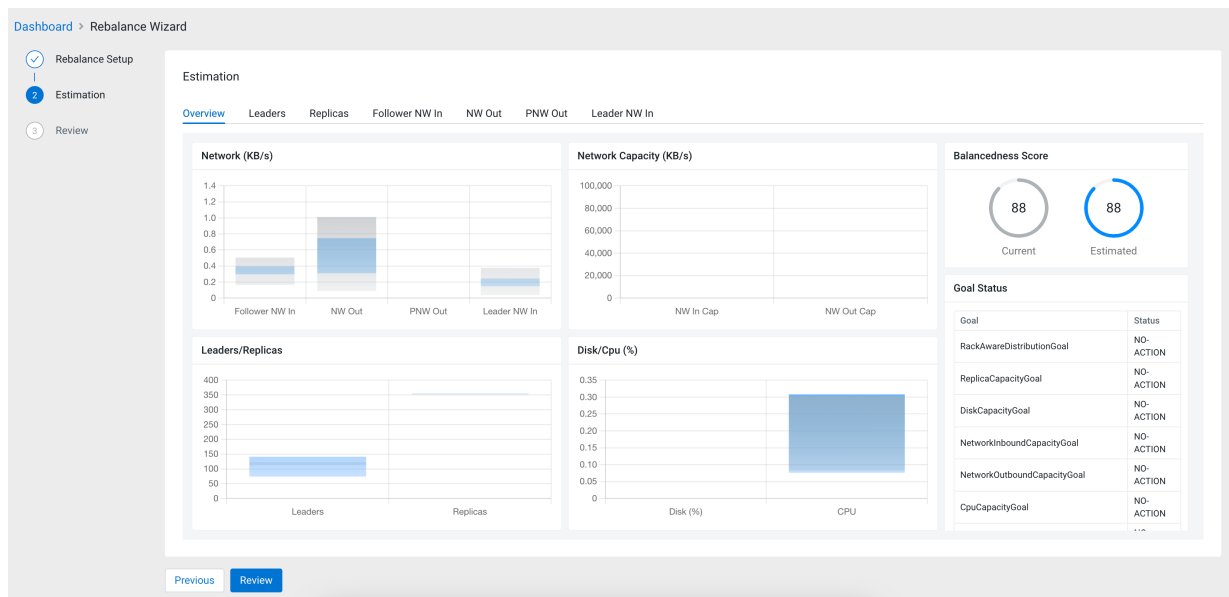 Dashboard > Rebalance Wizard
Rebalance Setup
2 Estimation
3 Review
Estimation
Overview Leaders Replicas Follower NW In NW Out PNW Out Leader NW In
Network (KB/s)
1.4
1.2
1.0
0.8
0.6
0.4
0.2
0
Follower NW In NW Out PNW Out Leader NW In
Network Capacity (KB/s)
100,000
80,000
60,000
40,000
20,000
0
NW In Cap NW Out Cap
Balancedness Score
88 88
Current Estimated
Leaders/Replicas
400
350
300
250
200
150
100
50
0
Leaders Replicas
Disk/Cpu (%)
0.35
0.30
0.25
0.20
0.15
0.10
0.05
0
Disk (%) CPU
Goal Status
Goal Status
RackAwareDistributionGoal NO-
ACTION
ReplicaCapacityGoal NO-
ACTION
DiskCapacityGoal NO-
ACTION
NetworkInboundCapacityGoal NO-
ACTION
NetworkOutboundCapacityGoal NO-
ACTION
CpuCapacityGoal NO-
ACTION
Previous Review